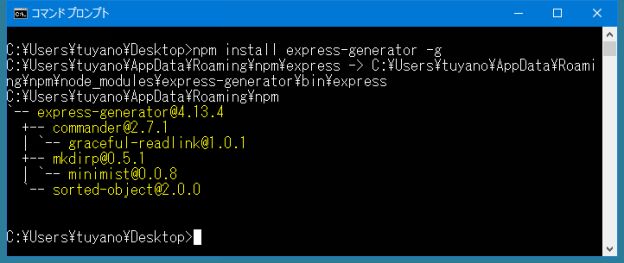 コマンド プロンプト
C:¥Users¥tuyano¥Desktop>npm install express-generator -g
C:¥Users¥tuyano¥AppData¥Roaming¥npm¥express -> C:¥Users¥tuyano¥AppData¥Roami
ng¥npm¥node_modules¥express-generator¥bin¥express
C:¥Users¥tuyano¥AppData¥Roaming¥npm
`-- express-generator@4.13.4
  +-- commander@2.7.1
  | `-- graceful-readlink@1.0.1
  +-- mkdirp@0.5.1
  | `-- minimist@0.0.8
  `-- sorted-object@2.0.0
C:¥Users¥tuyano¥Desktop>